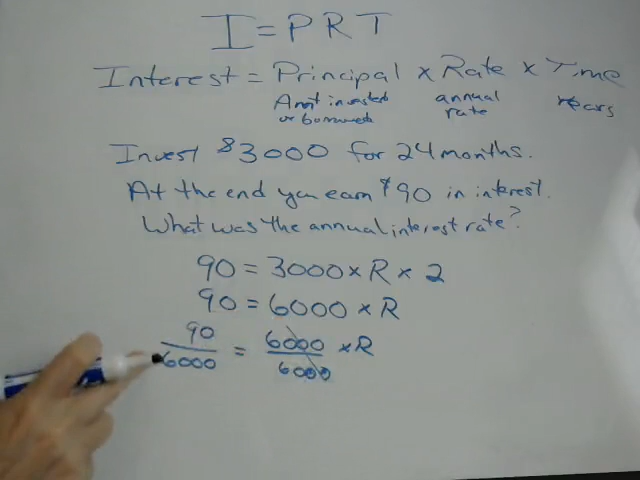 I = PRT
Interest = Principal x Rate x Time
Amt invested annual Years
or borrowed rate
Invest $3000 for 24 months.
At the end you earn $90 in interest.
What was the annual interest rate?
90 = 3000 x R x 2
90 = 6000 x R
90/6000 = 6000/6000 x R